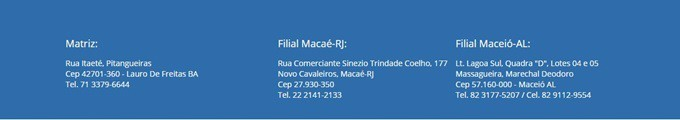 Matriz:
Rua Itaeté, Pitangueiras
Cep 42701-360 - Lauro De Freitas BA
Tel. 71 3379-6644
Filial Macaé-RJ:
Rua Comerciante Sinezio Trindade Coelho, 177
Novo Cavaleiros, Macaé-RJ
Cep 27.930-350
Tel. 22 2141-2133
Filial Maceió-AL:
Lt. Lagoa Sul, Quadra "D", Lotes 04 e 05
Massagueira, Marechal Deodoro
Cep 57.160-000 - Maceió AL
Tel. 82 3177-5207 / Cel. 82 9112-9554